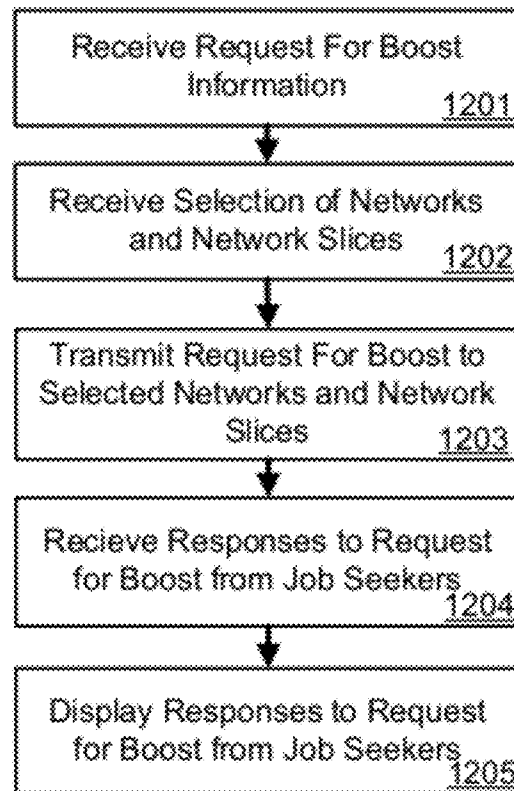 Receive Request For Boost
Information
1201
Receive Selection of Networks
and Network Slices
1202
Transmit Request For Boost to
Selected Networks and Network
Slices
1203
Recieve Responses to Request
for Boost from Job Seekers
1204
Display Responses to Request
for Boost from Job Seekers
1205